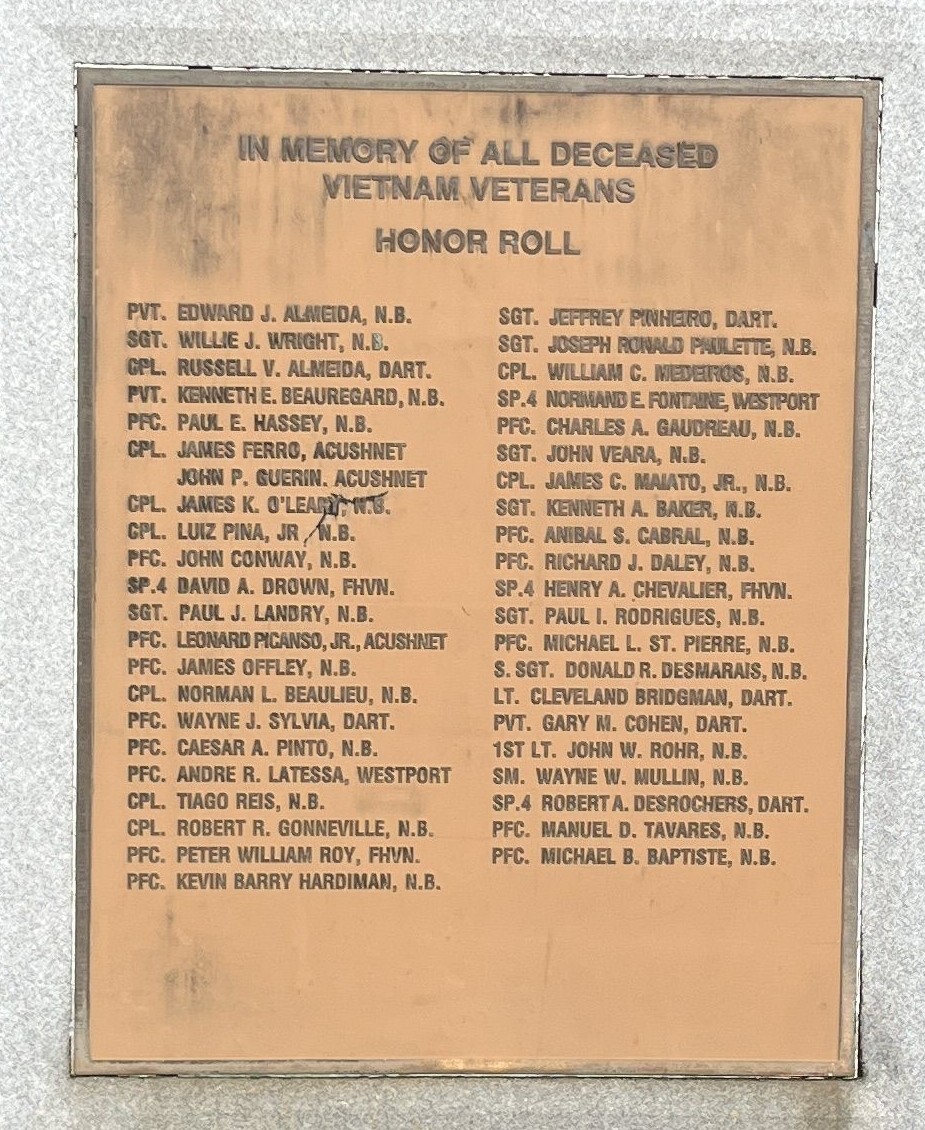 IN MEMORY OF ALL DECEASED
VIETNAM VETERANS
HONOR ROLL
PVT. EDWARD J. ALMEIDA, N.B.
SGT. WILLIE J. WRIGHT, N.B.
CPL. RUSSELL V. ALMEIDA, DART.
PVT. KENNETH E. BEAUREGARD, N.B.
PFC. PAUL E. HASSEY, N.B.
CPL. JAMES FERRO, ACUSHNET
JOHN P. GUERIN. ACUSHNET
CPL. JAMES K. O'LEARY, N.B.
CPL. LUIZ PINA, JR., N.B.
PFC. JOHN CONWAY, N.B.
SP.4 DAVID A. DROWN, FHVN.
SGT. PAUL J. LANDRY, N.B.
PFC. LEONARD PICANSO, JR., ACUSHNET
PFC. JAMES OFFLEY, N.B.
CPL. NORMAN L. BEAULIEU, N.B.
PFC. WAYNE J. SYLVIA, DART.
PFC. CAESAR A. PINTO, N.B.
PFC. ANDRE R. LATESSA, WESTPORT
CPL. TIAGO REIS, N.B.
CPL. ROBERT R. GONNEVILLE, N.B.
PFC. PETER WILLIAM ROY, FHVN.
PFC. KEVIN BARRY HARDIMAN, N.B.
SGT. JEFFREY PINHEIRO, DART.
SGT. JOSEPH RONALD PAULETTE, N.B.
CPL. WILLIAM C. MEDEIROS, N.B.
SP.4 NORMAND E. FONTAINE, WESTPORT
PFC. CHARLES A. GAUDREAU, N.B.
SGT. JOHN VEARA, N.B.
CPL. JAMES C. MAIATO, JR., N.B.
SGT. KENNETH A. BAKER, N.B.
PFC. ANIBAL S. CABRAL, N.B.
PFC. RICHARD J. DALEY, N.B.
SP.4 HENRY A. CHEVALIER, FHVN.
SGT. PAUL I. RODRIGUES, N.B.
PFC. MICHAEL L. ST. PIERRE, N.B.
S. SGT. DONALD R. DESMARAIS, N.B.
LT. CLEVELAND BRIDGMAN, DART.
PVT. GARY M. COHEN, DART.
1ST LT. JOHN W. ROHR, N.B.
SM. WAYNE W. MULLIN, N.B.
SP.4 ROBERT A. DESROCHERS, DART.
PFC. MANUEL D. TAVARES, N.B.
PFC. MICHAEL B. BAPTISTE, N.B.